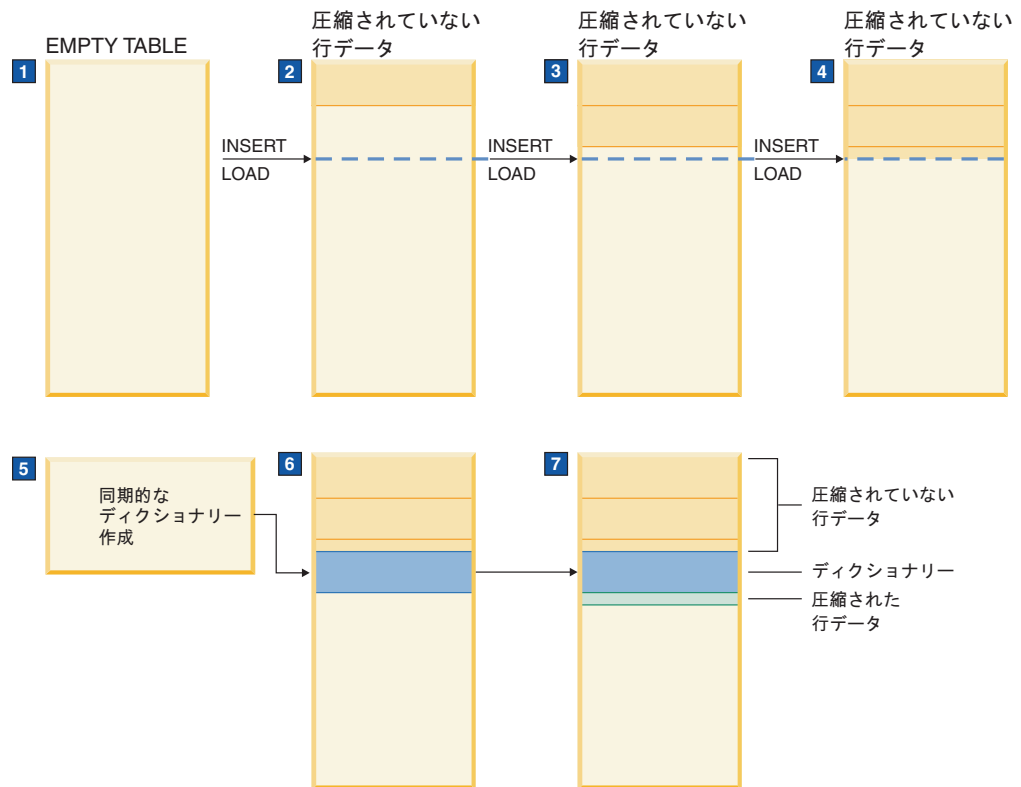 EMPTY TABLE
1
圧縮されていない
行データ
2
圧縮されていない
行データ
3
圧縮されていない
行データ
4
INSERT
LOAD
INSERT
LOAD
INSERT
LOAD
5
同期的な
ディクショナリー
作成
6
7
圧縮されていない
行データ
ディクショナリー
圧縮された
行データ